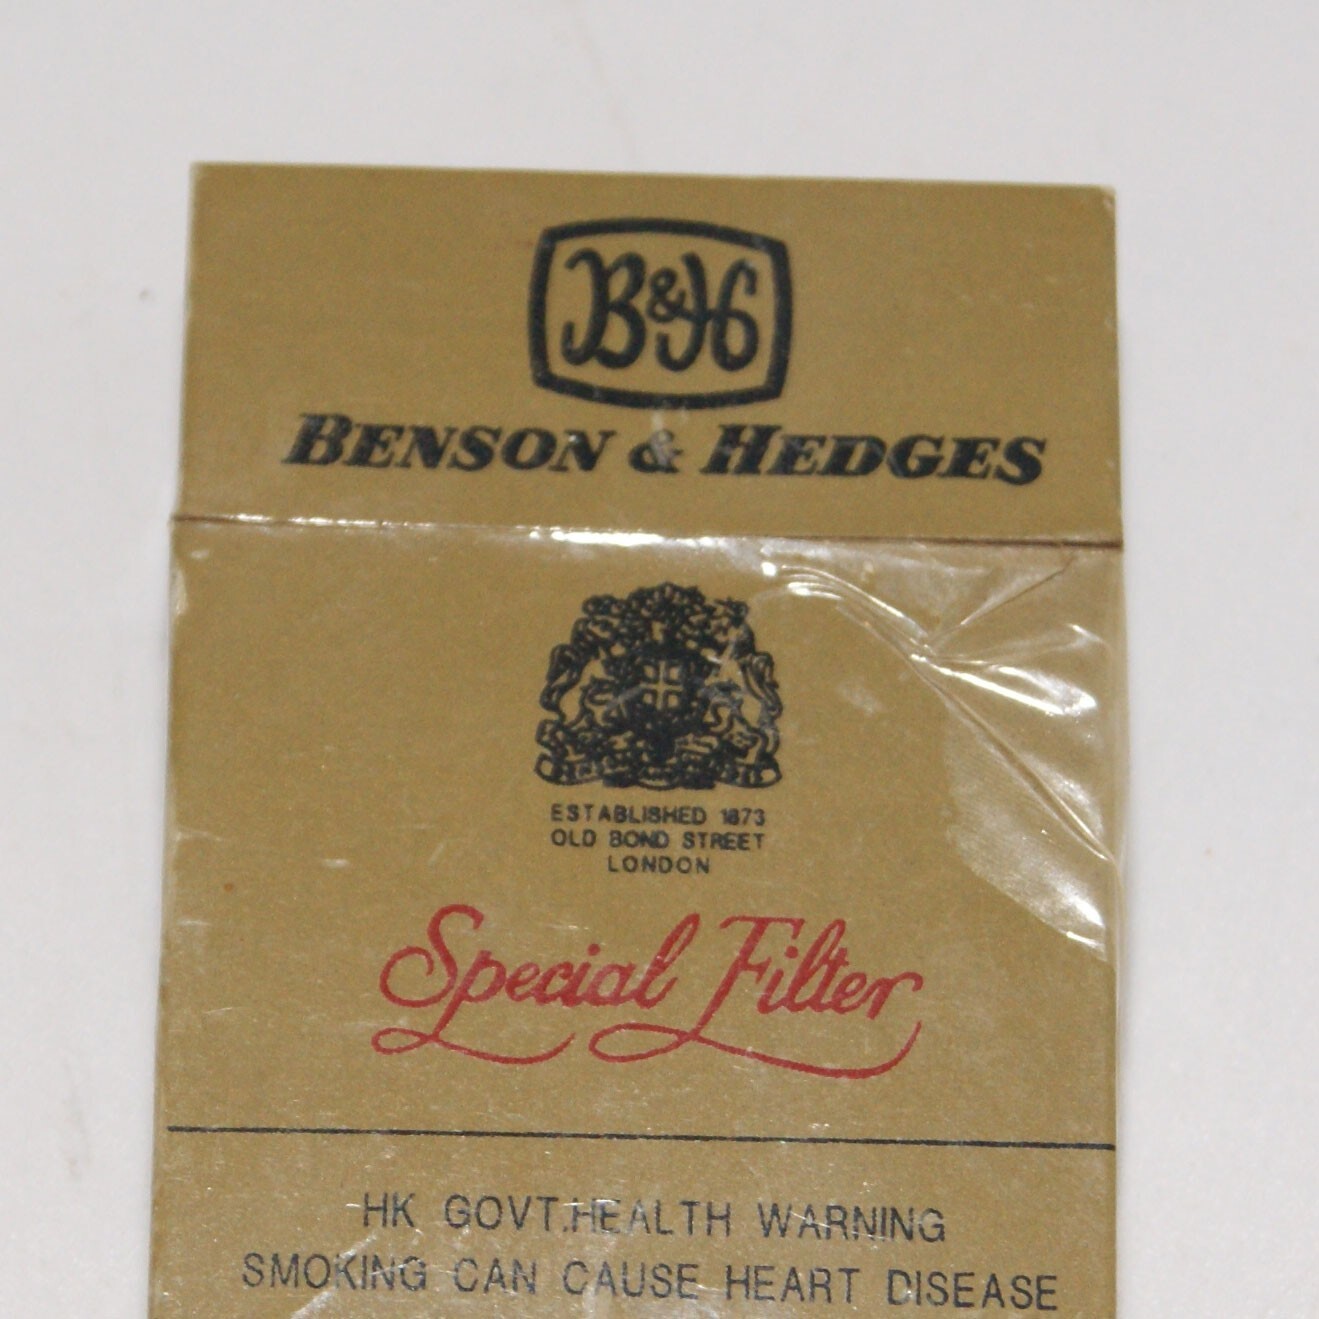 B&H
BENSON & HEDGES
ESTABLISHED 1873
OLD BOND STREET
LONDON
Special Filter
HK GOVT.HEALTH WARNING
SMOKING CAN CAUSE HEART DISEASE